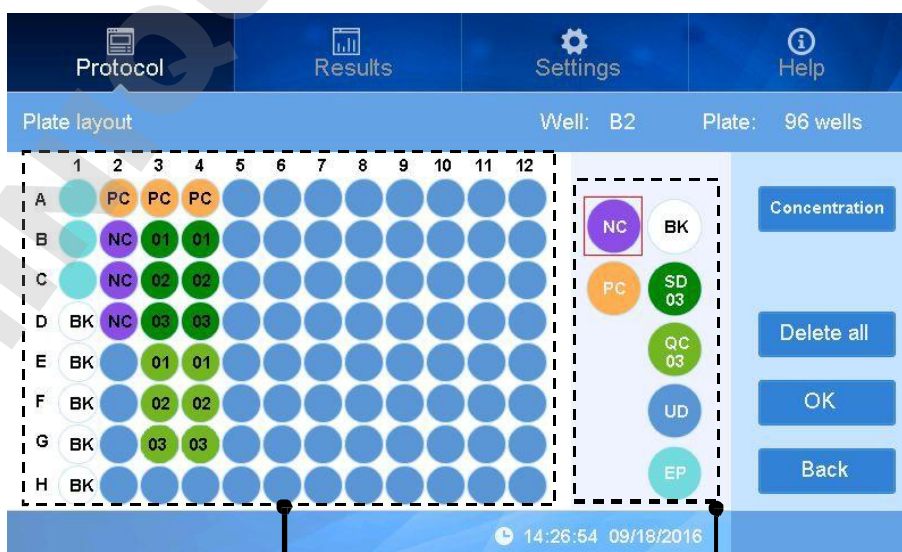 Protocol Results Settings Help
Plate layout Well: B2 Plate: 96 wells
1 2 3 4 5 6 7 8 9 10 11 12
A PC PC PC
B NC 01 01
C NC 02 02
D BK NC 03 03
E BK 01 01
F BK 02 02
G BK 03 03
H BK
NC BK
PC SD
03
QC
03
UD
EP
Concentration
Delete all
OK
Back
14:26:54 09/18/2016